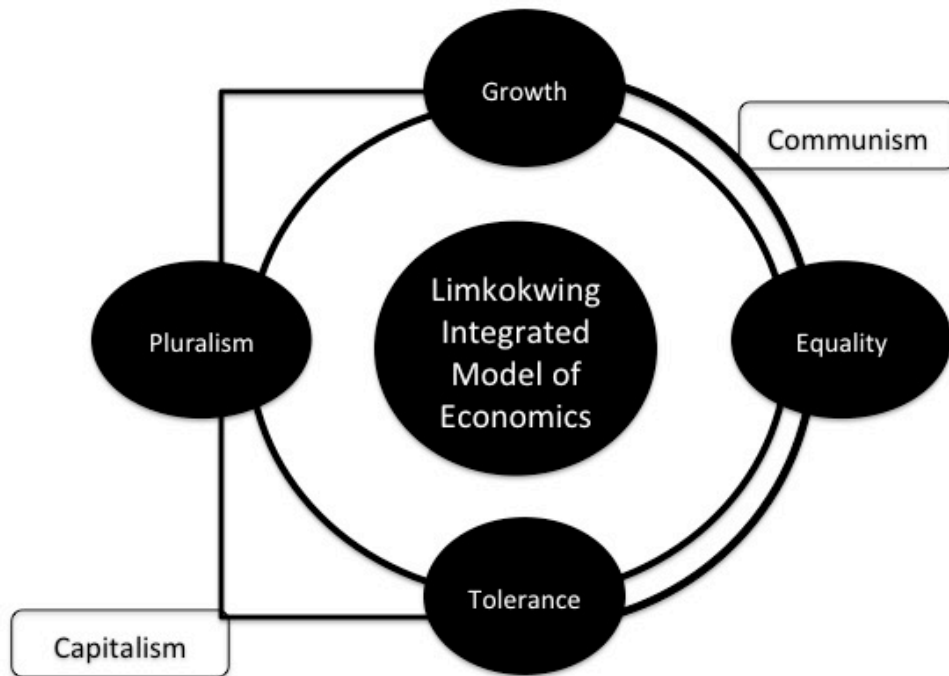 Growth
Communism
Limkokwing
Integrated
Model of
Economics
Pluralism
Equality
Tolerance
Capitalism